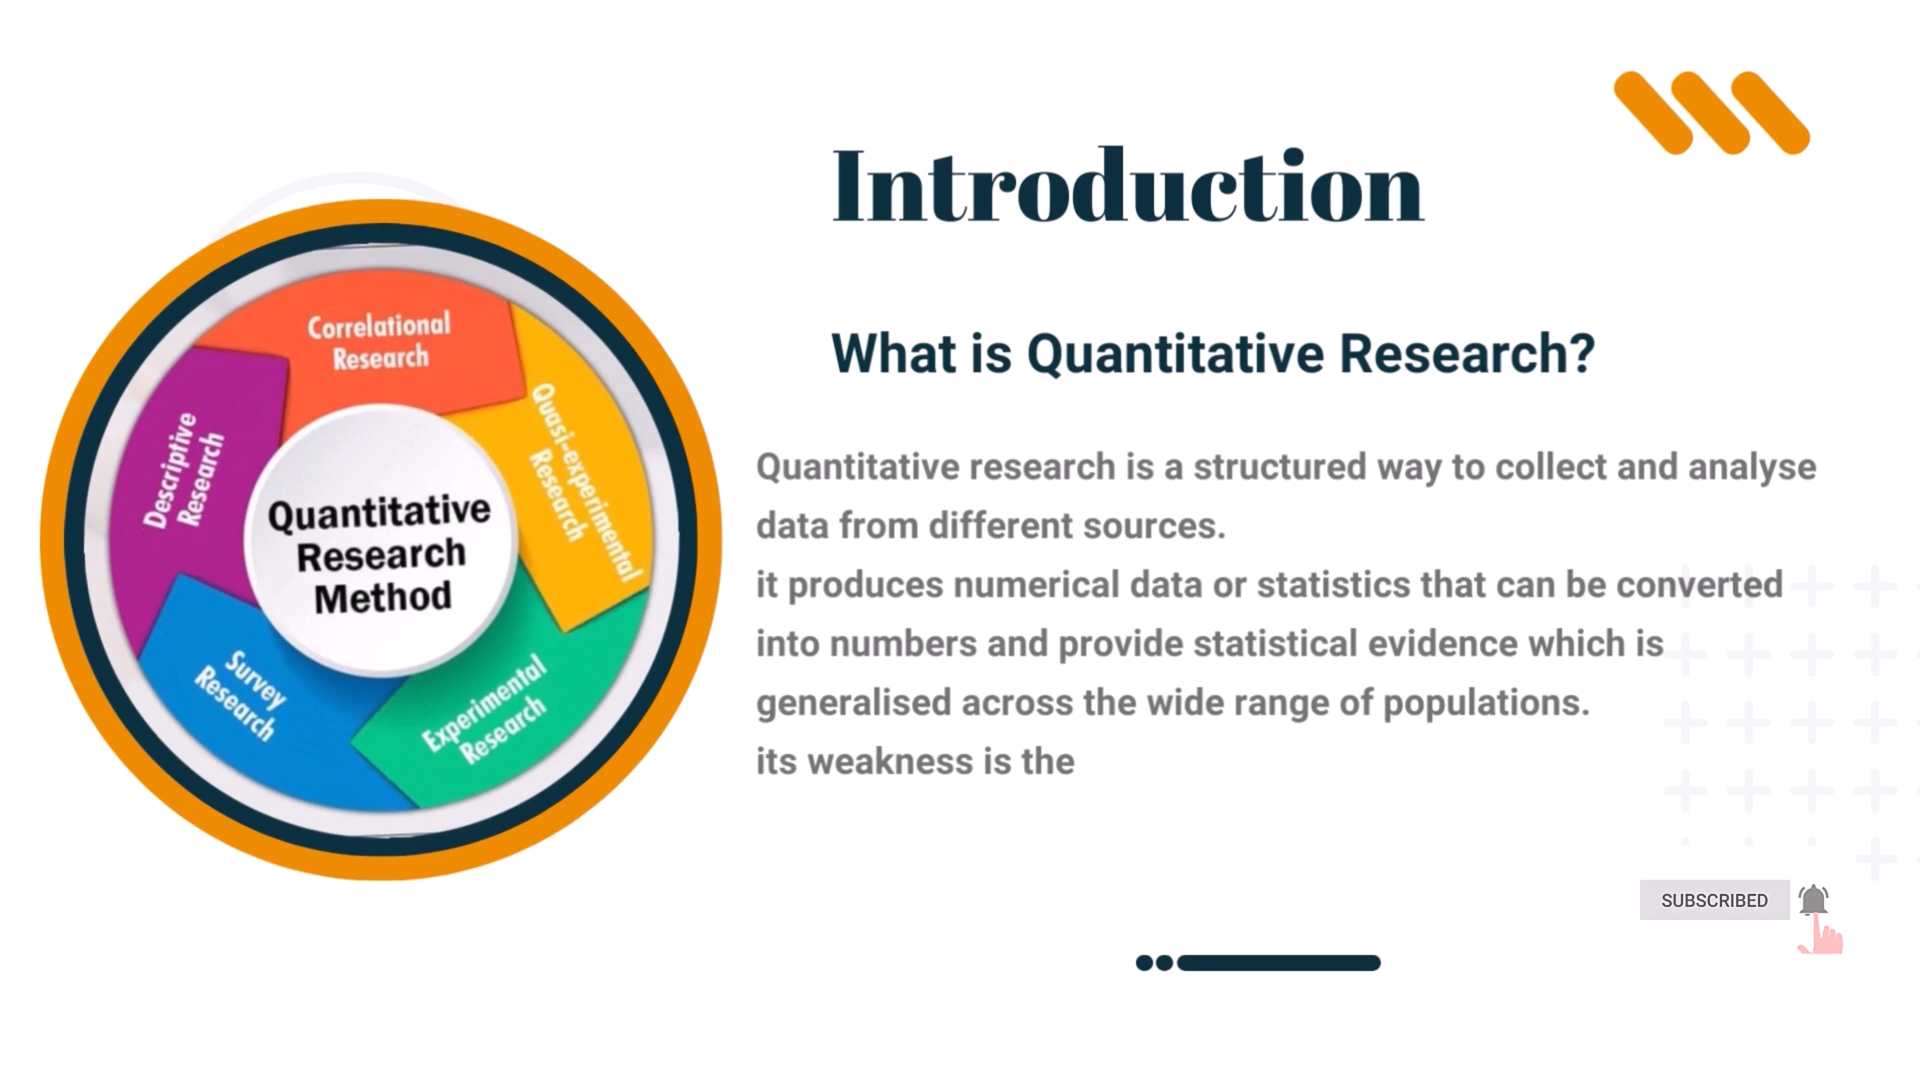 Introduction
What is Quantitative Research?
Quantitative research is a structured way to collect and analyse
data from different sources.
it produces numerical data or statistics that can be converted
into numbers and provide statistical evidence which is
generalised across the wide range of populations.
its weakness is the
Correlational
Research
Quasi-experimental
Research
Experimental
Research
Survey
Research
Descriptive
Research
Quantitative
Research
Method
SUBSCRIBED